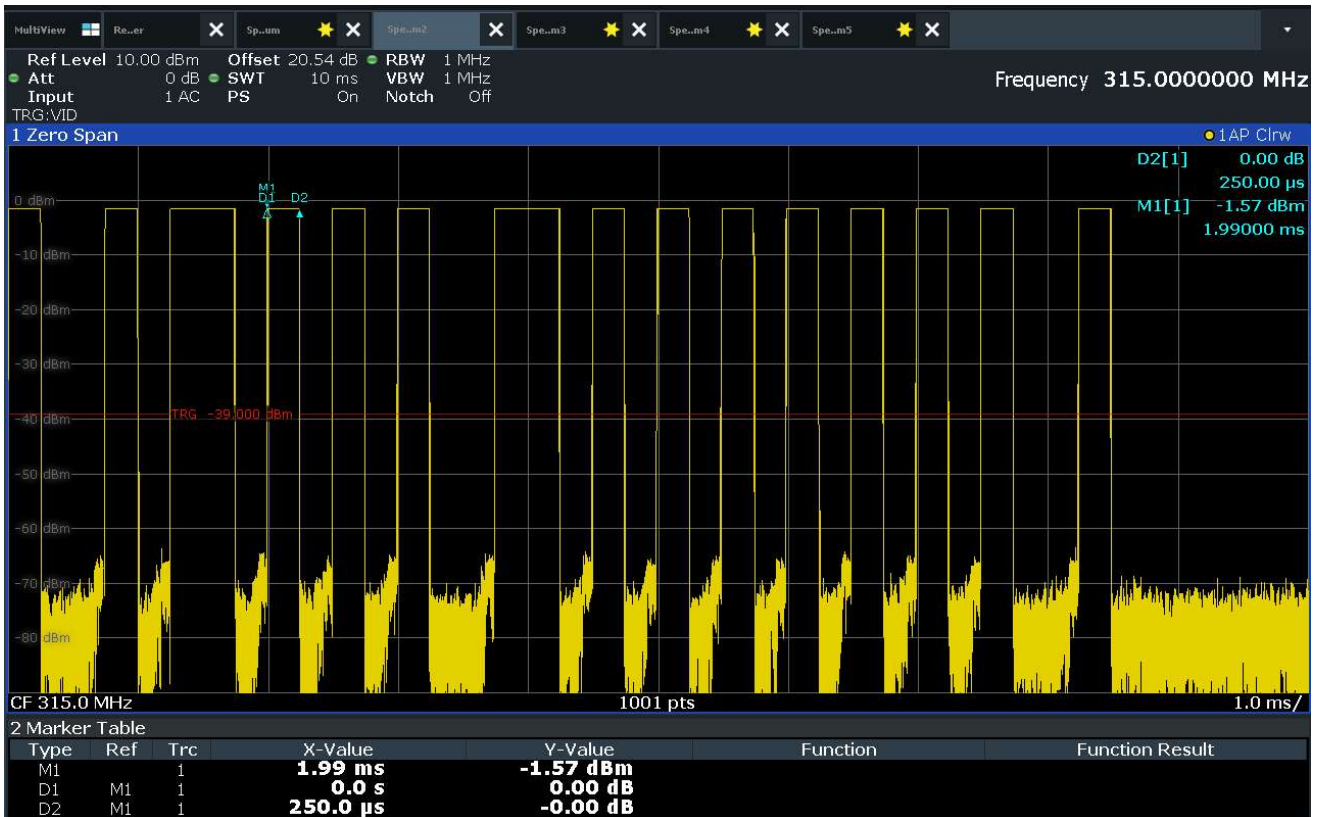 MultiView Re..er Sp..um Spe..m2 Spe..m3 Spe..m4 Spe..m5
Ref Level 10.00 dBm Offset 20.54 dB RBW 1 MHz
Att 0 dB SWT 10 ms VBW 1 MHz
Frequency 315.0000000 MHz
Input 1 AC PS On Notch Off
TRG:VID
1 Zero Span 1AP Clrw
D2[1] 0.00 dB
250.00 µs
M1[1] -1.57 dBm
1.99000 ms
M1
D1 D2
0 dBm
-10 dBm
-20 dBm
-30 dBm
-40 dBm
TRG -39.000 dBm
-50 dBm
-60 dBm
-70 dBm
-80 dBm
CF 315.0 MHz 1001 pts 1.0 ms/
2 Marker Table
Type Ref Trc X-Value Y-Value Function Function Result
M1 1 1.99 ms -1.57 dBm
D1 M1 1 0.0 s 0.00 dB
D2 M1 1 250.0 µs -0.00 dB